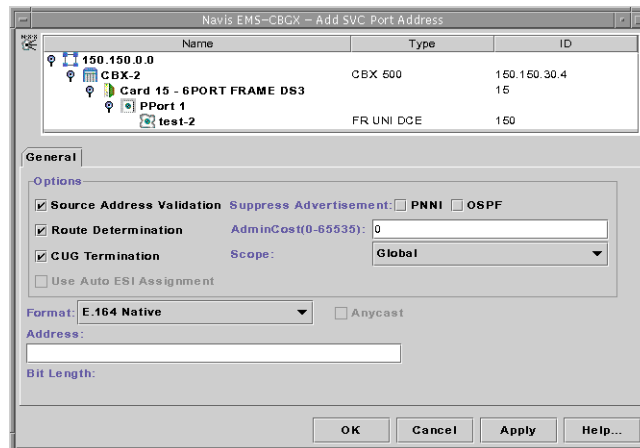 Navis EMS-CBGX - Add SVC Port Address
Name Type ID
150.150.0.0
CBX-2 CBX 500 150.150.30.4
Card 15 - 6PORT FRAME DS3 15
PPort 1
test-2 FR UNI DCE 150
General
Options
Source Address Validation Suppress Advertisement: PNNI OSPF
Route Determination AdminCost(0-65535): 0
CUG Termination Scope: Global
Use Auto ESI Assignment
Format: E.164 Native Anycast
Address:
Bit Length:
OK Cancel Apply Help...